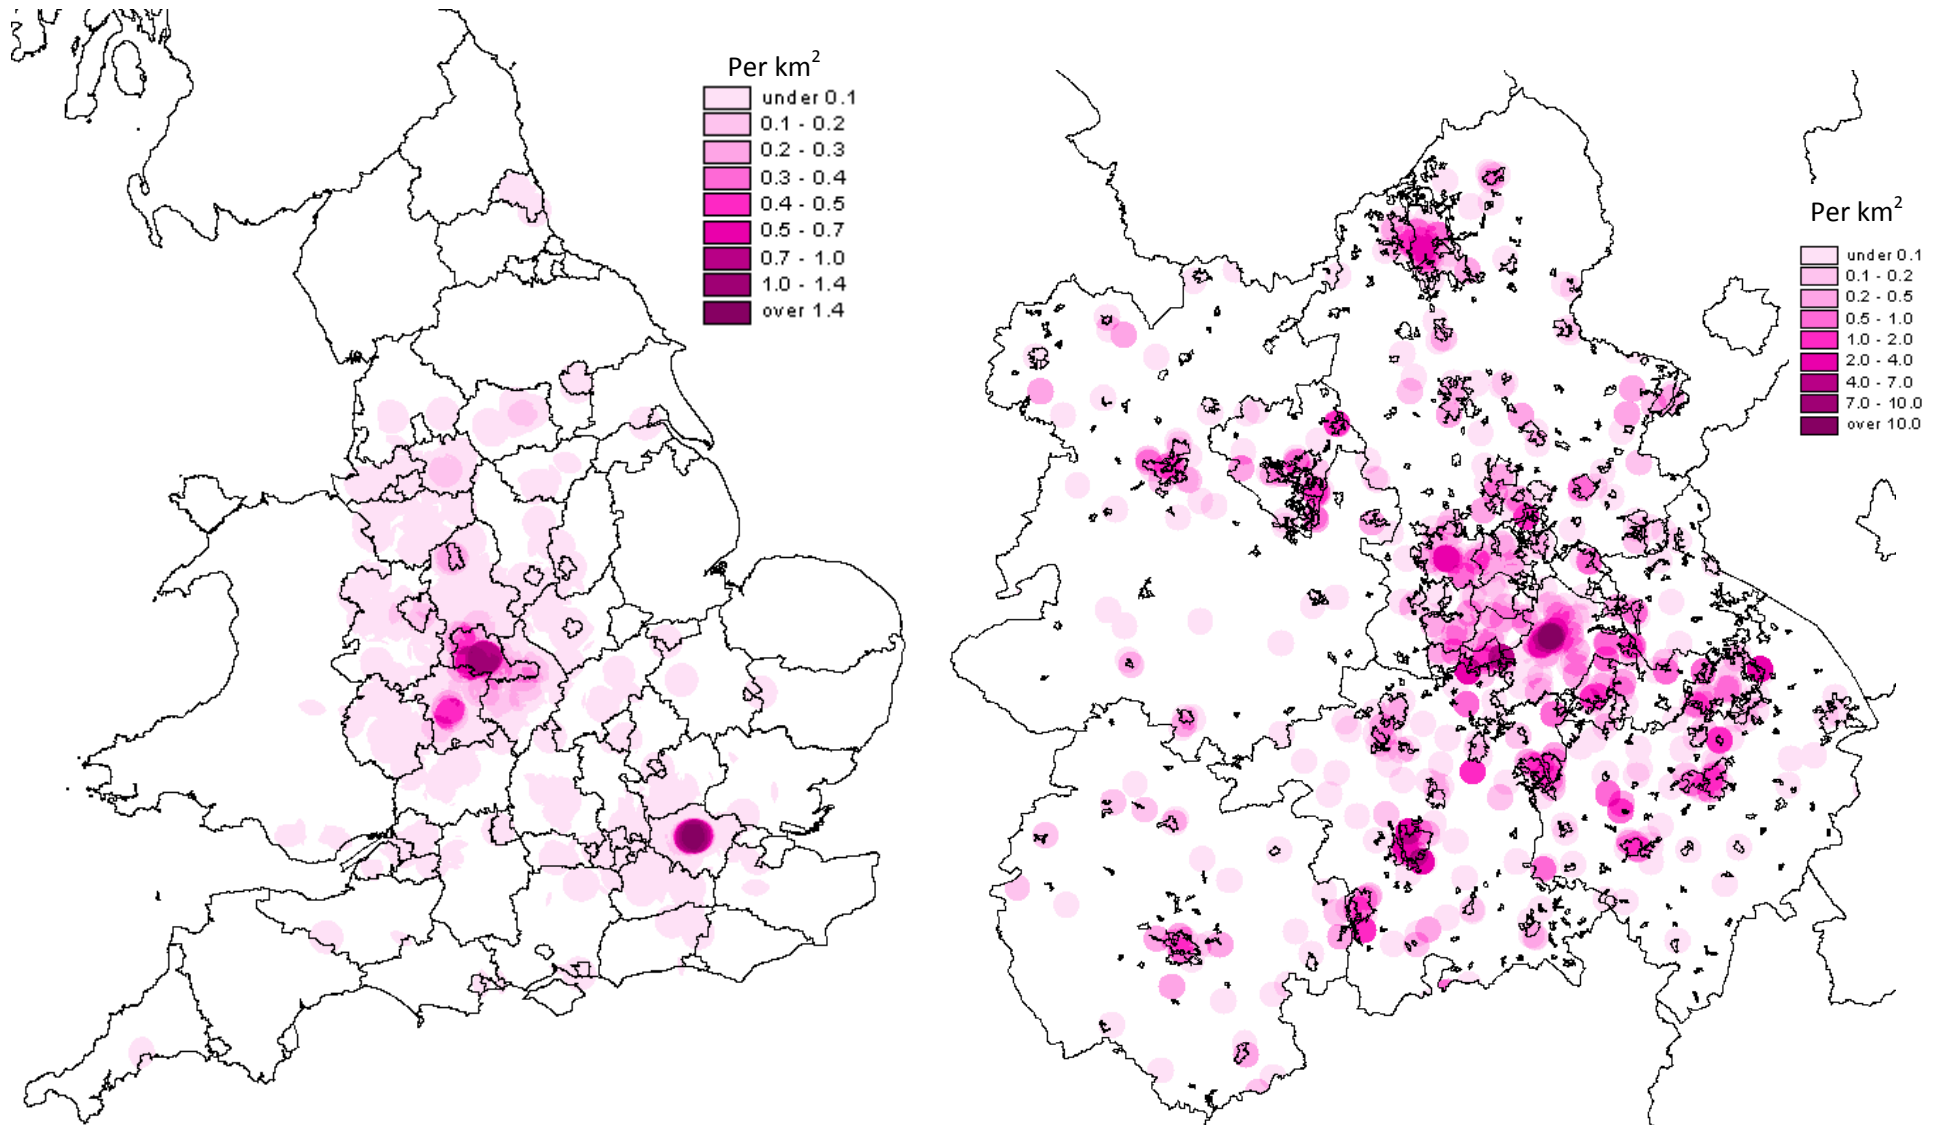 Per km²
under 0.1
0.1 - 0.2
0.2 - 0.3
0.3 - 0.4
0.4 - 0.5
0.5 - 0.7
0.7 - 1.0
1.0 - 1.4
over 1.4
Per km²
under 0.1
0.1 - 0.2
0.2 - 0.5
0.5 - 1.0
1.0 - 2.0
2.0 - 4.0
4.0 - 7.0
7.0 - 10.0
over 10.0